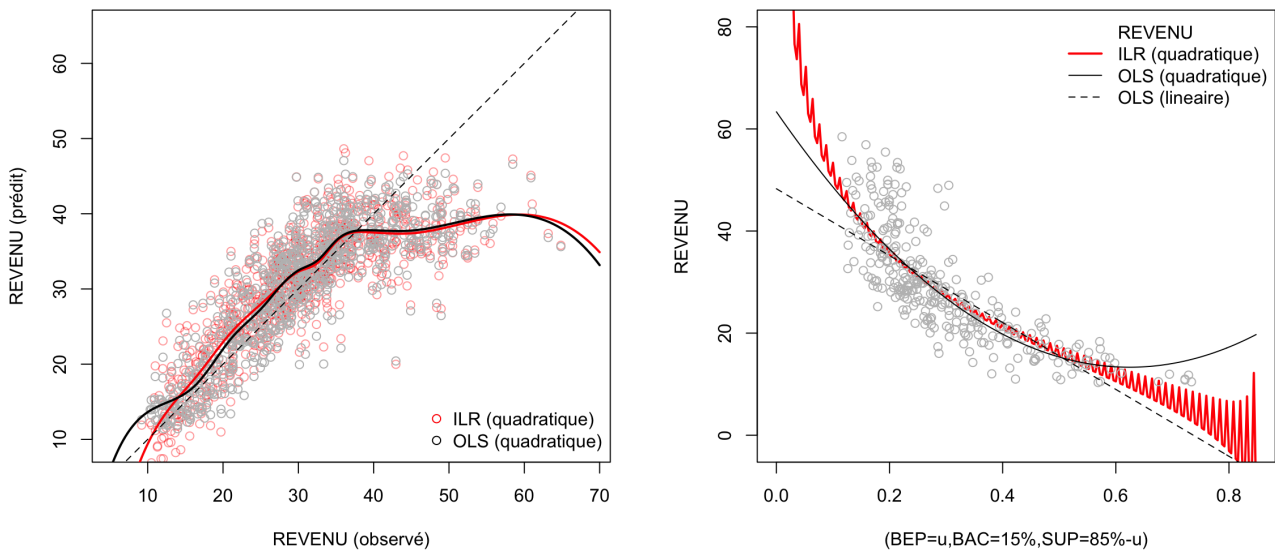 REVENU (prédit)
60
50
40
30
20
10
ILR (quadratique)
OLS (quadratique)
10 20 30 40 50 60 70
REVENU (observé)
REVENU
80
60
40
20
0
REVENU
ILR (quadratique)
OLS (quadratique)
OLS (lineaire)
0.0 0.2 0.4 0.6 0.8
(BEP=u,BAC=15%,SUP=85%-u)